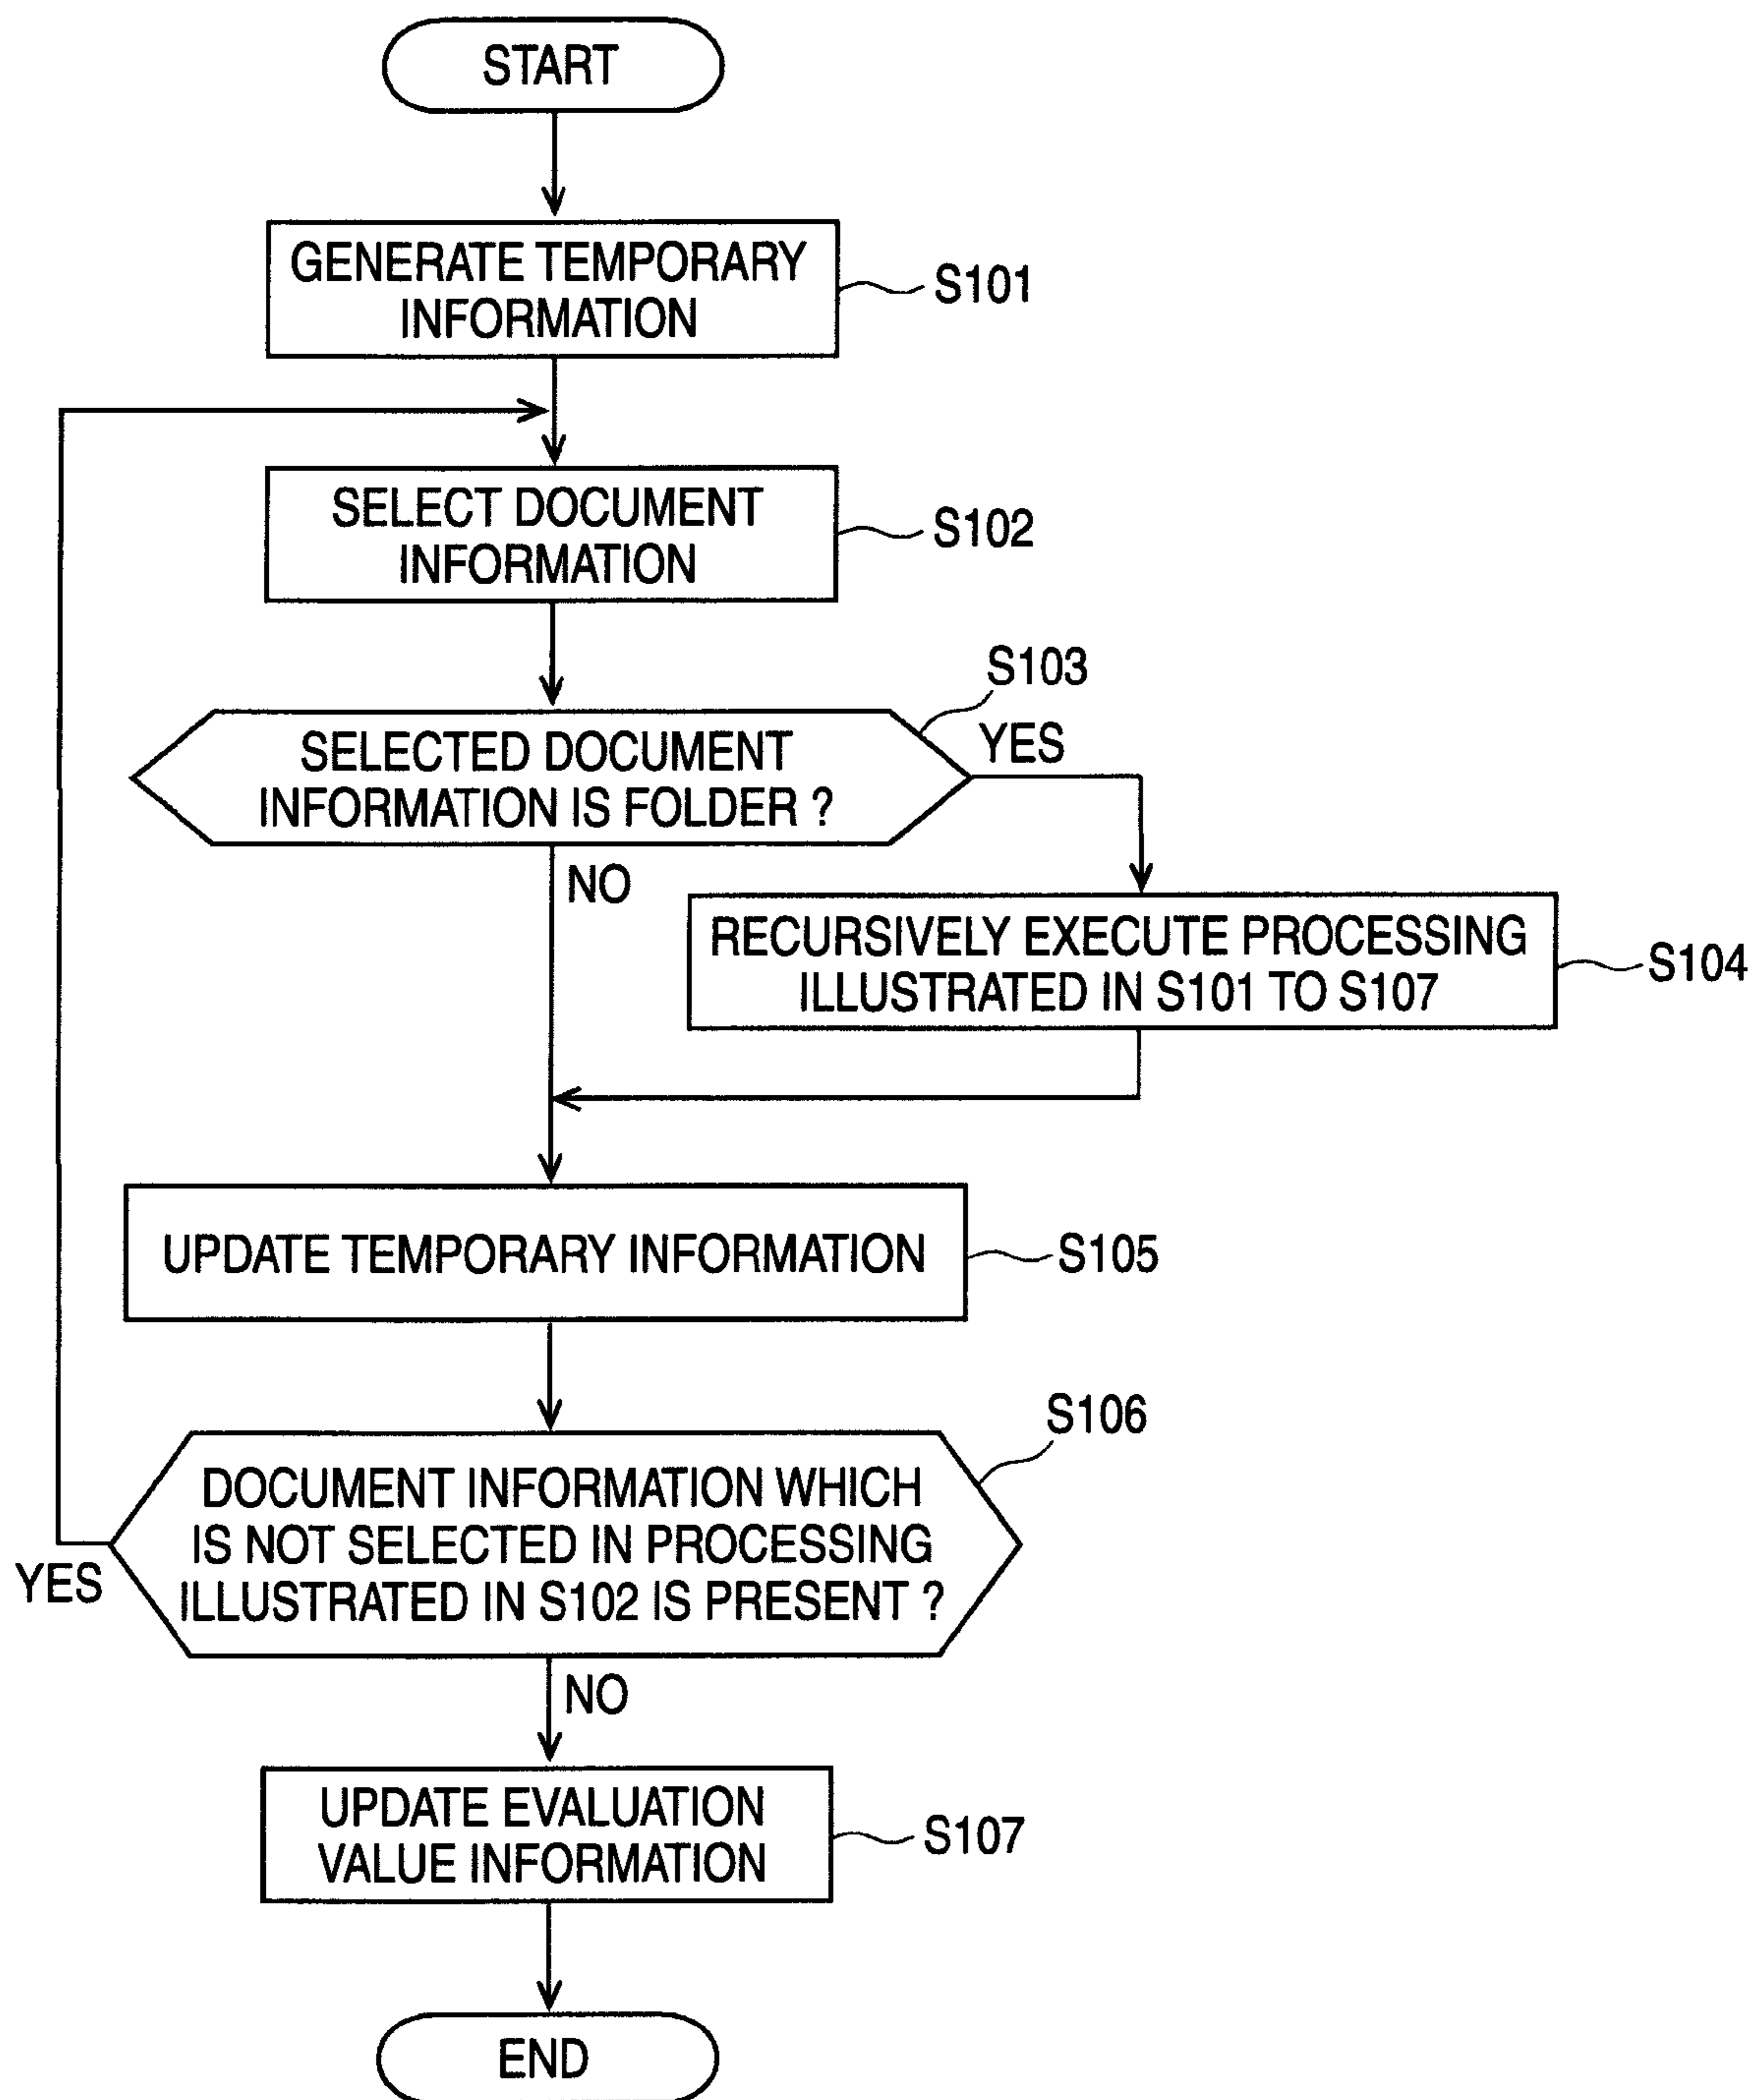 START
GENERATE TEMPORARY
INFORMATION
S101
SELECT DOCUMENT
INFORMATION
S102
S103
SELECTED DOCUMENT
INFORMATION IS FOLDER ?
YES
NO
RECURSIVELY EXECUTE PROCESSING
ILLUSTRATED IN S101 TO S107
S104
UPDATE TEMPORARY INFORMATION
S105
S106
DOCUMENT INFORMATION WHICH
IS NOT SELECTED IN PROCESSING
ILLUSTRATED IN S102 IS PRESENT ?
YES
NO
UPDATE EVALUATION
VALUE INFORMATION
S107
END